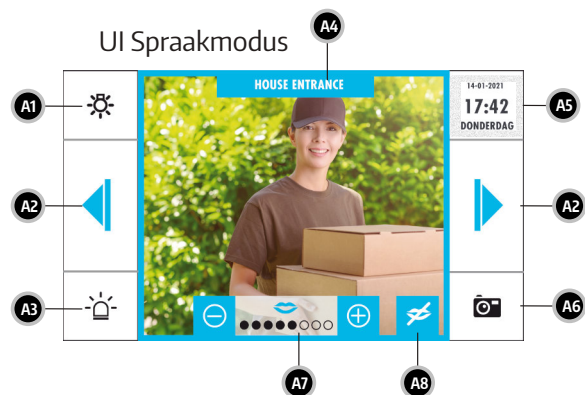 UI Spraakmodus
A4
HOUSE ENTRANCE
A1
14-01-2021
17:42
DONDERDAG
A5
A2
A2
A3
A6
A7
A8